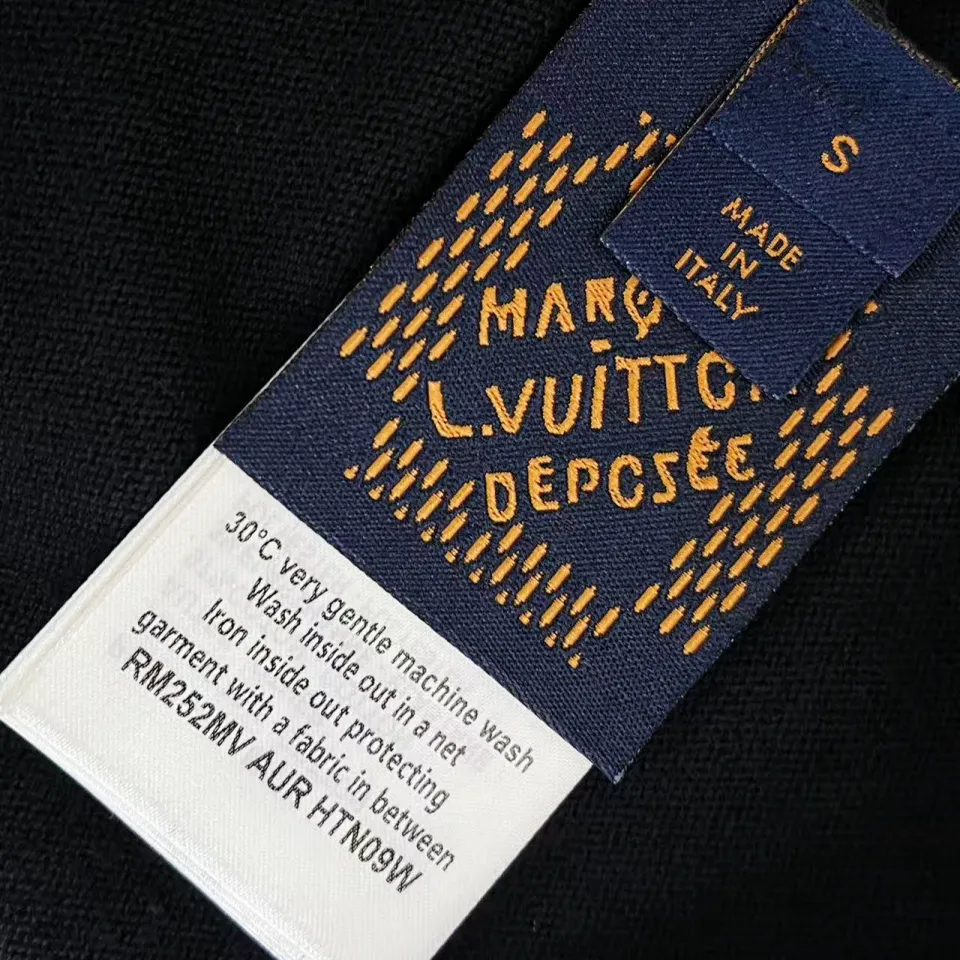 S
MADE
IN
ITALY
MARQ
L.VUITTO
DÉPOSÉE
30°C very gentle machine wash
Wash inside out in a net
Iron inside out protecting
garment with a fabric in between
RM252MV AUR HTN09W